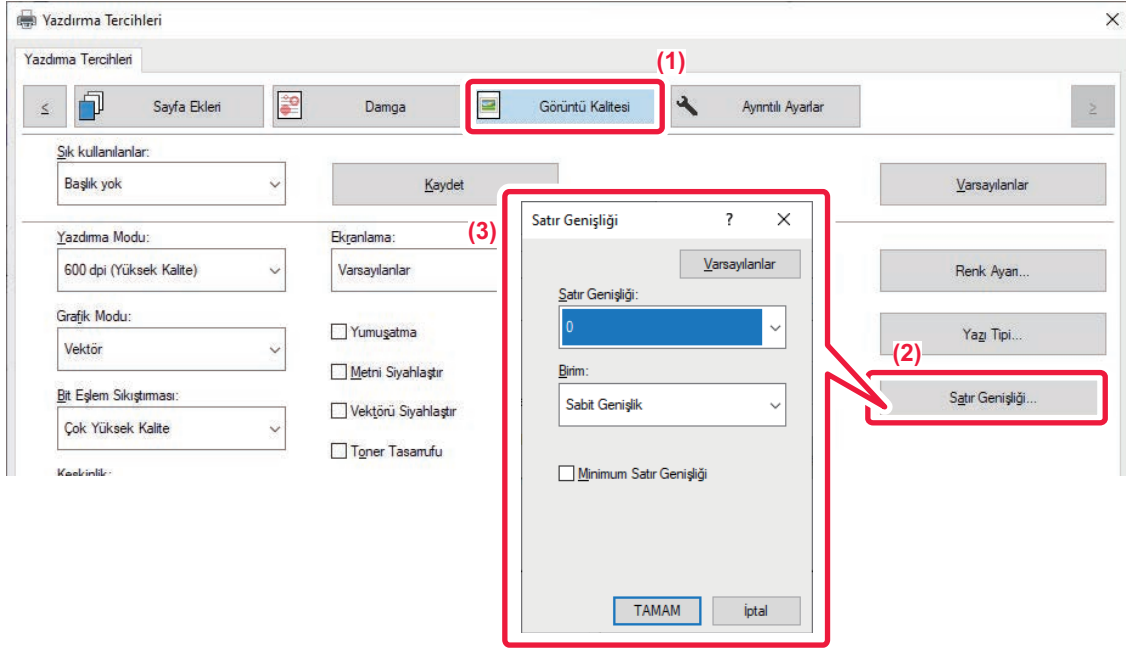 Yazdırma Tercihleri
Yazdırma Tercihleri
(1)
< Sayfa Ekleri Damga Görüntü Kalitesi Ayrıntılı Ayarlar >
Sık kullanılanlar:
Başlık yok
Kaydet
Varsayılanlar
Yazdırma Modu:
600 dpi (Yüksek Kalite)
Ekranlama:
Varsayılanlar
Renk Ayarı...
Grafik Modu:
Vektör
Yumuşatma
Yazı Tipi...
Metni Siyahlaştır
(2)
Bit Eşlem Sıkıştırması:
Çok Yüksek Kalite
Vektörü Siyahlaştır
Satır Genişliği...
Toner Tasarrufu
Keskinlik:
(3)
Satır Genişliği ?
Varsayılanlar
Satır Genişliği:
0
Birim:
Sabit Genişlik
Minimum Satır Genişliği
TAMAM İptal